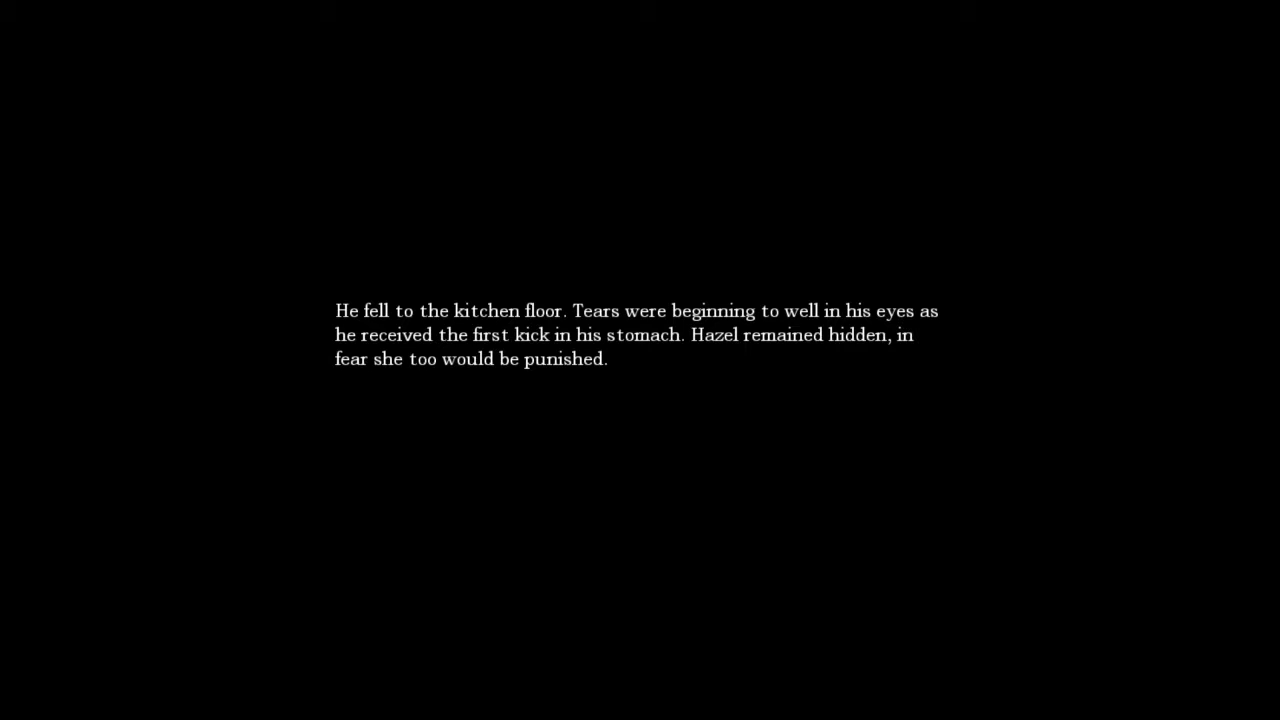 He fell to the kitchen floor. Tears were beginning to well in his eyes as
he received the first kick in his stomach. Hazel remained hidden, in
fear she too would be punished.